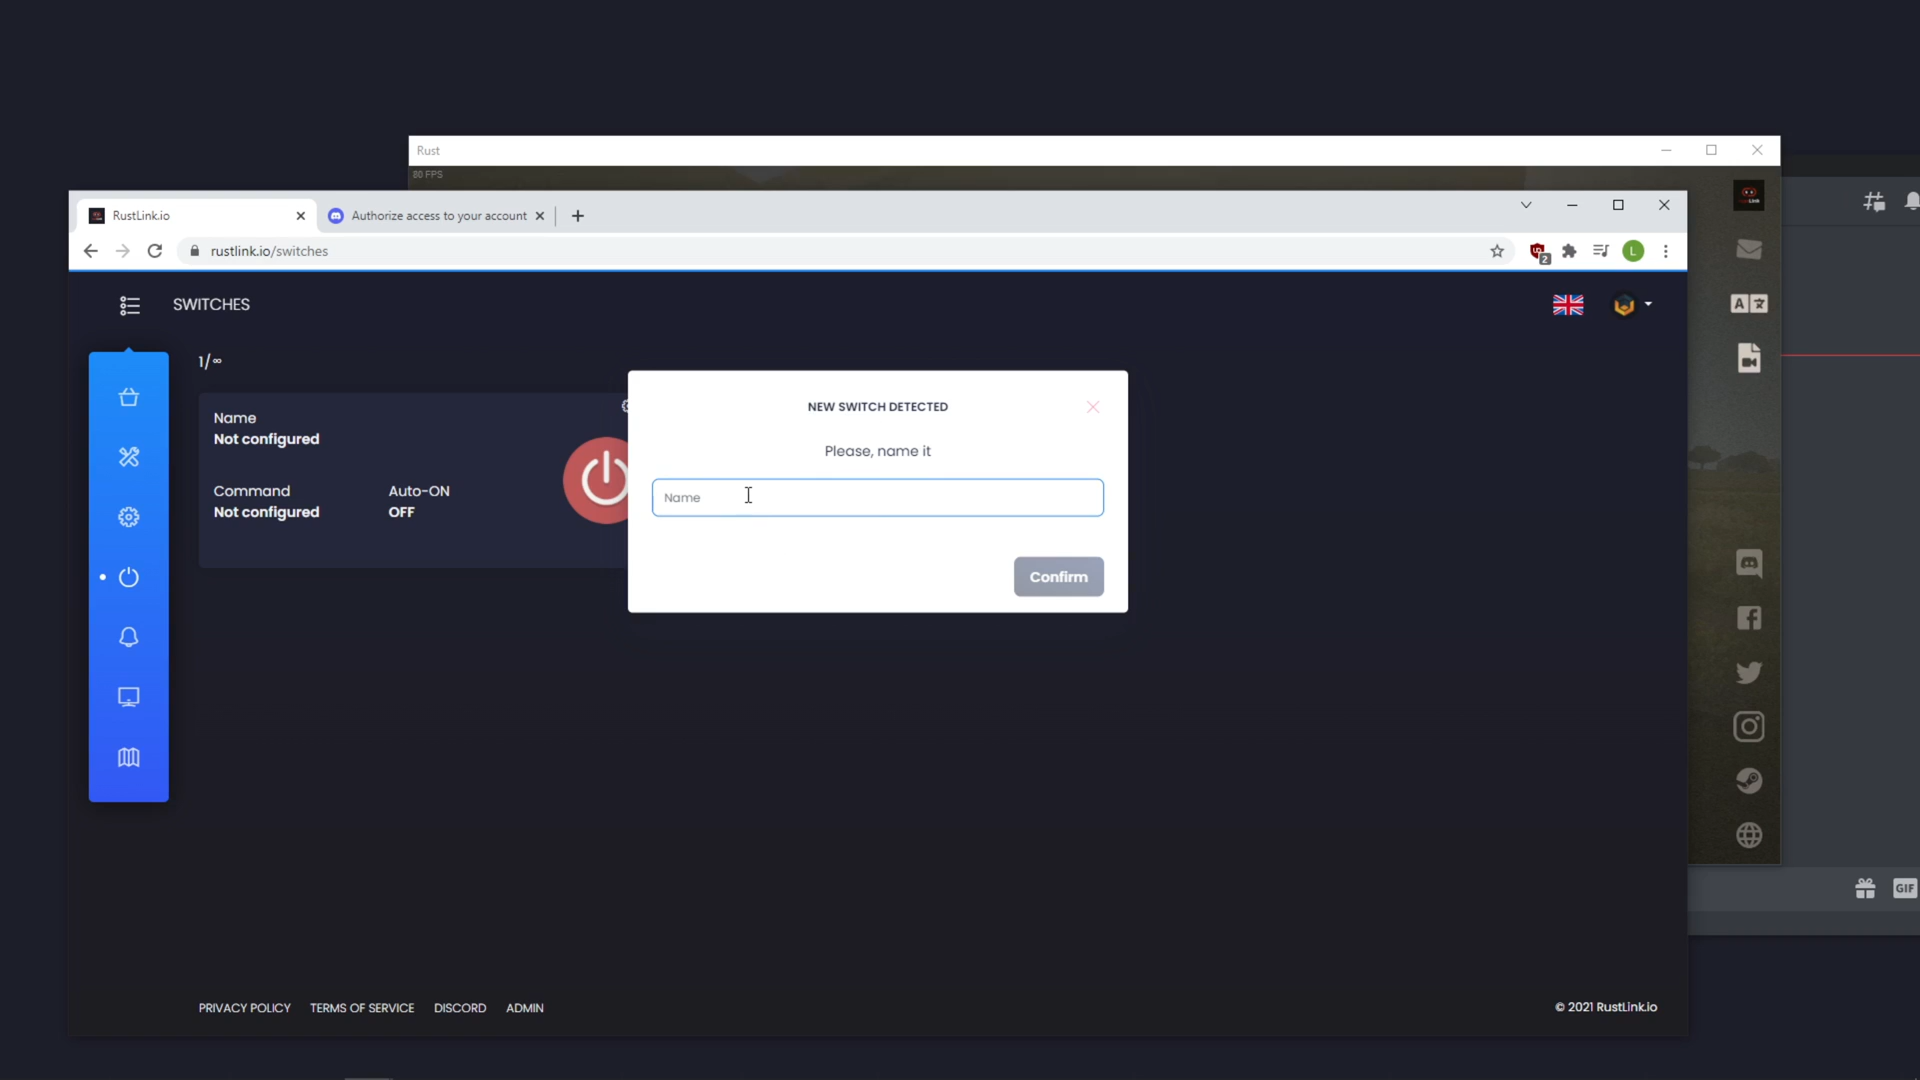 Rust
80 FPS
RustLink.io
Authorize access to your account
rustlink.io/switches
2
L
SWITCHES
1/∞
Name
Not configured
Command
Not configured
Auto-ON
OFF
NEW SWITCH DETECTED
Please, name it
Name
Confirm
A
GIF
PRIVACY POLICY
TERMS OF SERVICE
DISCORD
ADMIN
© 2021 RustLink.io